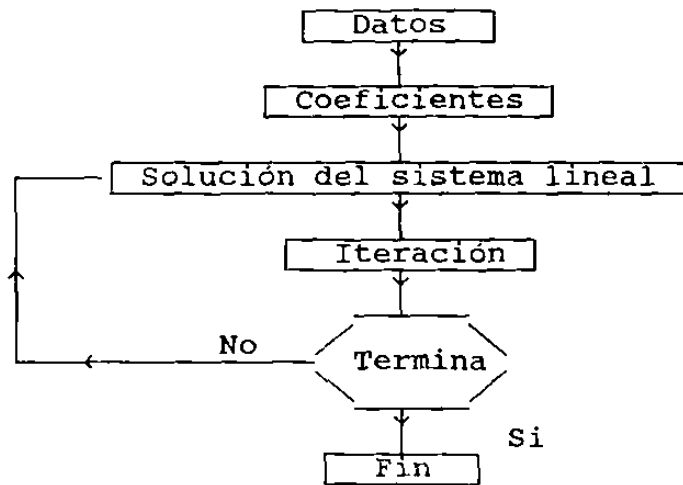 Datos
Coeficientes
Solución del sistema lineal
Iteración
No
Termina
Si
Fin